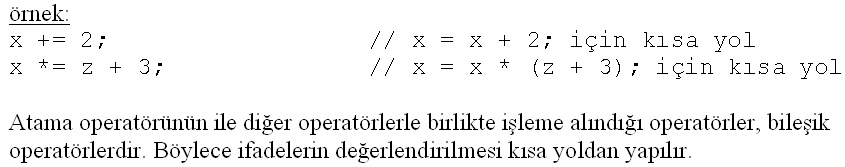 örnek:
x += 2; // x = x + 2; için kısa yol
x *= z + 3; // x = x * (z + 3); için kısa yol
Atama operatörünün ile diğer operatörlerle birlikte işleme alındığı operatörler, bileşik
operatörlerdir. Böylece ifadelerin değerlendirilmesi kısa yoldan yapılır.